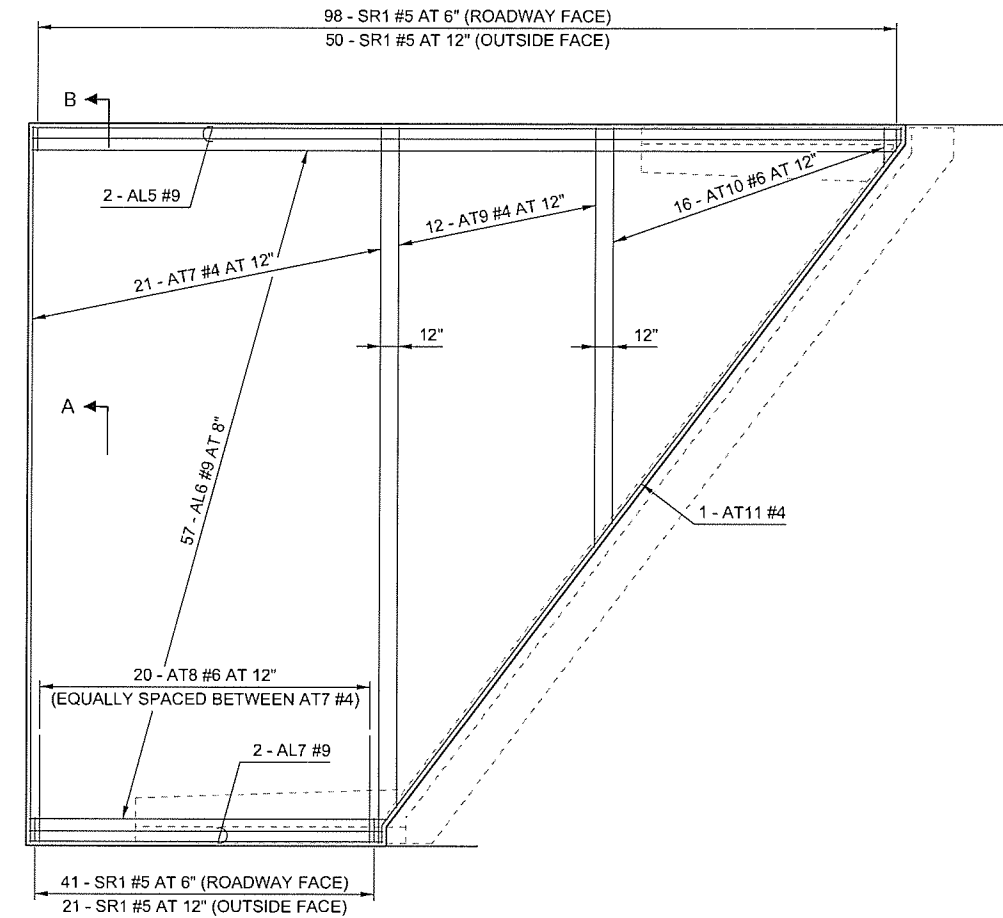 98 - SR1 #5 AT 6" (ROADWAY FACE)
50 - SR1 #5 AT 12" (OUTSIDE FACE)
B
2 - AL5 #9
12 - AT9 #4 AT 12"
16 - AT10 #6 AT 12"
21 - AT7 #4 AT 12"
12"
12"
A
57 - AL6 #9 AT 8"
1 - AT11 #4
20 - AT8 #6 AT 12"
(EQUALLY SPACED BETWEEN AT7 #4)
2 - AL7 #9
41 - SR1 #5 AT 6" (ROADWAY FACE)
21 - SR1 #5 AT 12" (OUTSIDE FACE)